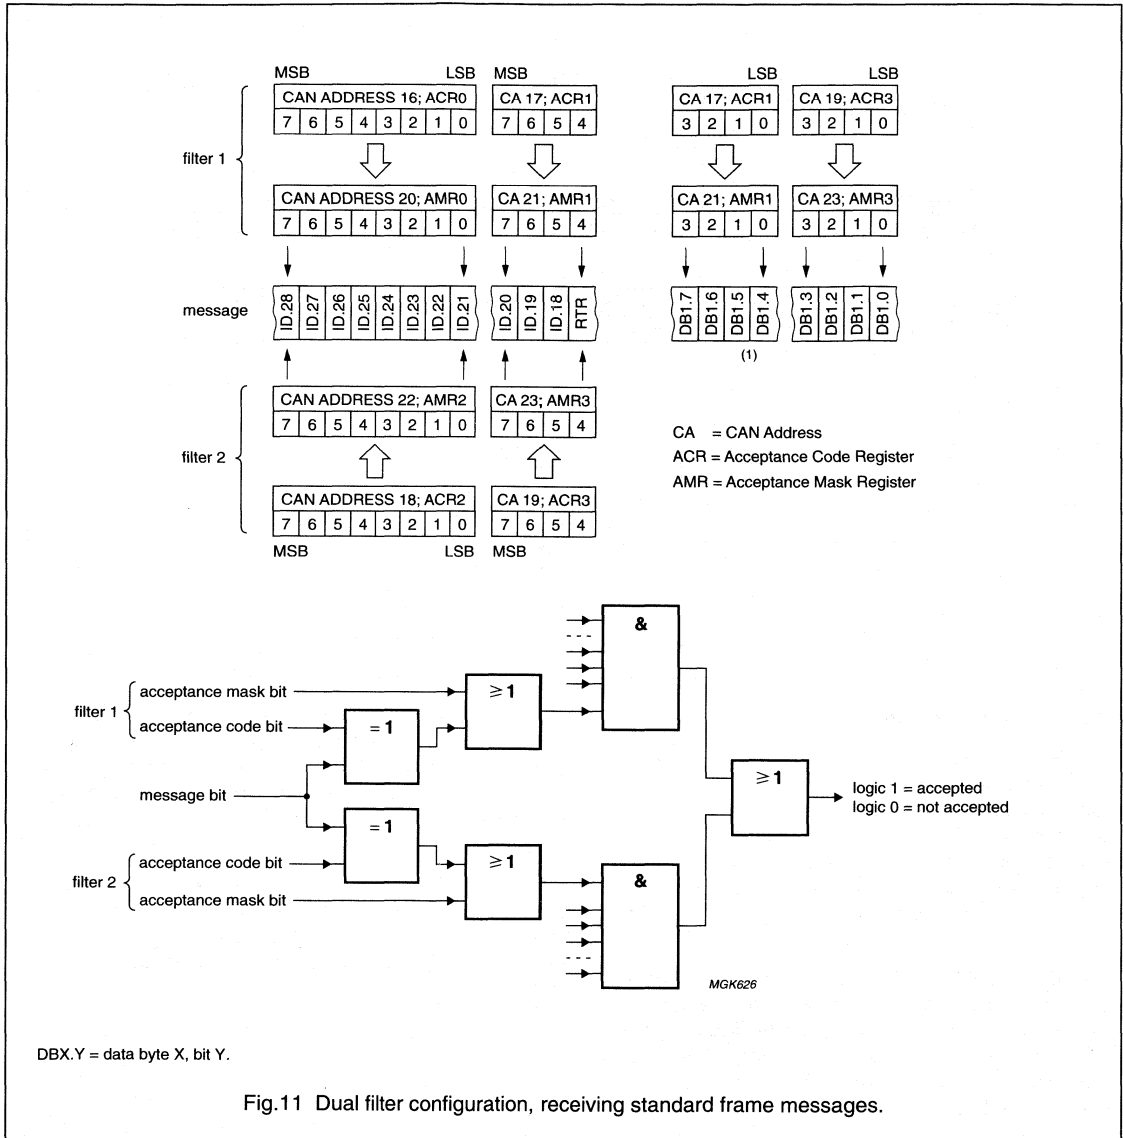 MSB LSB MSB LSB LSB
CAN ADDRESS 16; ACR0 CA 17; ACR1 CA 17; ACR1 CA 19; ACR3
7 6 5 4 3 2 1 0 7 6 5 4 3 2 1 0 3 2 1 0
filter 1
CAN ADDRESS 20; AMR0 CA 21; AMR1 CA 21; AMR1 CA 23; AMR3
7 6 5 4 3 2 1 0 7 6 5 4 3 2 1 0 3 2 1 0
message ID.28 ID.27 ID.26 ID.25 ID.24 ID.23 ID.22 ID.21 ID.20 ID.19 ID.18 RTR DB1.7 DB1.6 DB1.5 DB1.4 DB1.3 DB1.2 DB1.1 DB1.0
(1)
CAN ADDRESS 22; AMR2 CA 23; AMR3
7 6 5 4 3 2 1 0 7 6 5 4
CA = CAN Address
filter 2
ACR = Acceptance Code Register
AMR = Acceptance Mask Register
CAN ADDRESS 18; ACR2 CA 19; ACR3
7 6 5 4 3 2 1 0 7 6 5 4
MSB LSB MSB
&
≥ 1
filter 1
acceptance mask bit
acceptance code bit
= 1
message bit
≥ 1
logic 1 = accepted
logic 0 = not accepted
= 1
filter 2
acceptance code bit
acceptance mask bit
≥ 1
&
MGK626
DBX.Y = data byte X, bit Y.
Fig.11 Dual filter configuration, receiving standard frame messages.